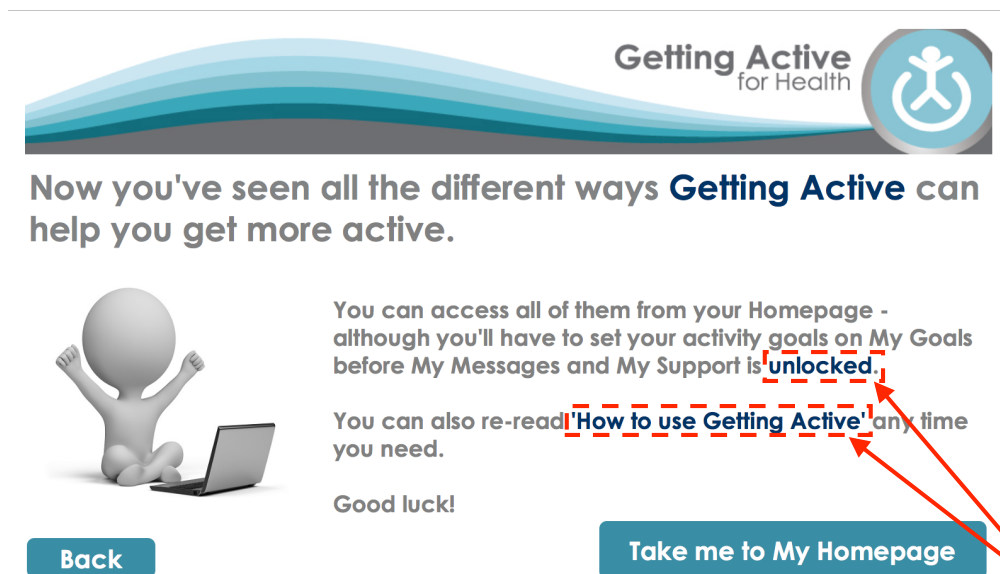 Getting Active
for Health
Now you've seen all the different ways Getting Active can
help you get more active.
You can access all of them from your Homepage -
although you'll have to set your activity goals on My Goals
before My Messages and My Support is unlocked.
You can also re-read 'How to use Getting Active' any time
you need.
Good luck!
Back
Take me to My Homepage